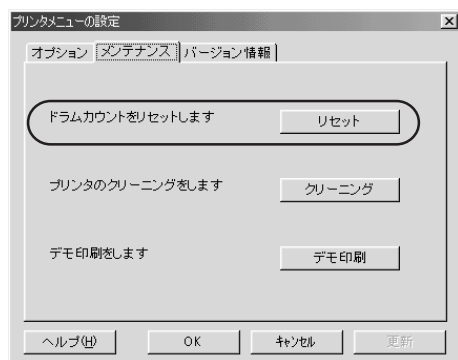 プリンタメニューの設定
オプション メンテナンス バージョン情報
ドラムカウントをリセットします リセット
プリンタのクリーニングをします クリーニング
デモ印刷をします デモ印刷
ヘルプ(H) OK キャンセル 更新